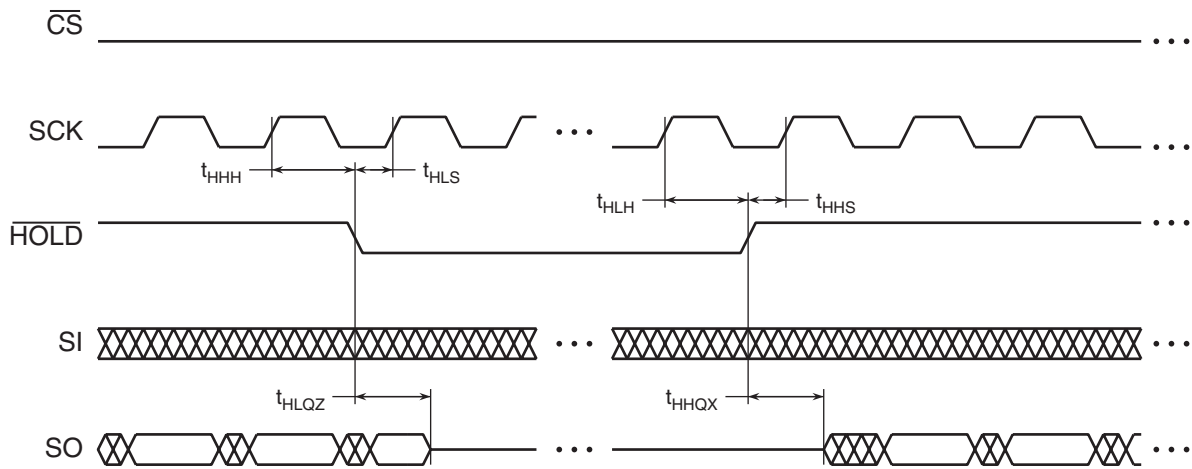 CS
SCK
tHHH
tHLS
tHLH
tHHS
HOLD
SI
tHLQZ
tHHQX
SO